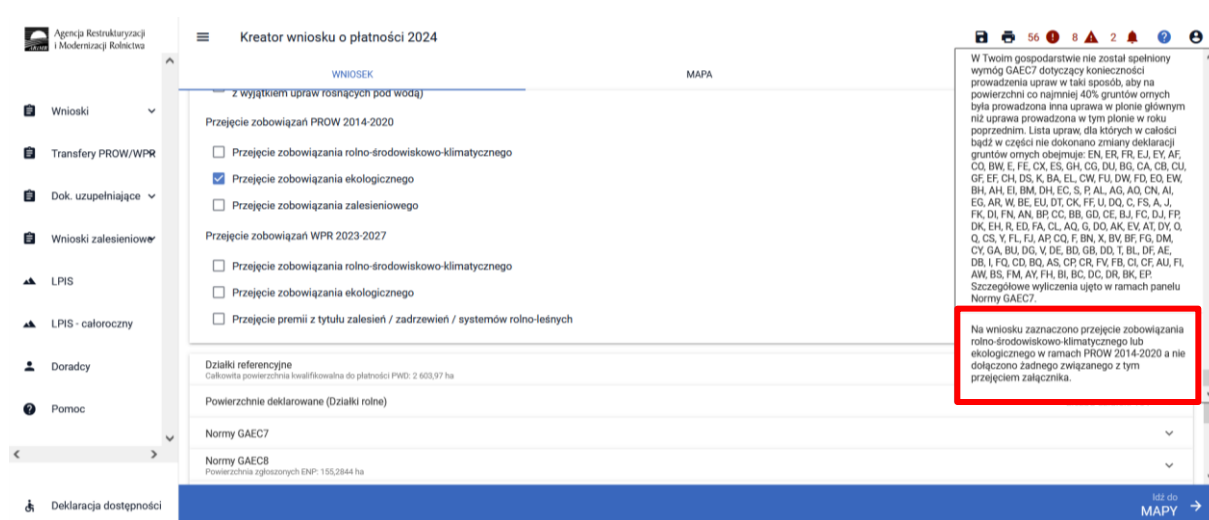 Agencja Restrukturyzacji
i Modernizacji Rolnictwa
Kreator wniosku o płatności 2024
56
8
2
WNIOSEK
MAPA
Wnioski
Transfery PROW/WPR
Dok. uzupełniające
Wnioski zalesieniowe
LPIS
LPIS - całoroczny
Doradcy
Pomoc
Deklaracja dostępności
z wyjątkiem upraw rosnących pod wodą)
Przejęcie zobowiązań PROW 2014-2020
Przejęcie zobowiązania rolno-środowiskowo-klimatycznego
Przejęcie zobowiązania ekologicznego
Przejęcie zobowiązania zalesieniowego
Przejęcie zobowiązań WPR 2023-2027
Przejęcie zobowiązania rolno-środowiskowo-klimatycznego
Przejęcie zobowiązania ekologicznego
Przejęcie premii z tytułu zalesień / zadrzewień / systemów rolno-leśnych
Działki referencyjne
Całkowita powierzchnia kwalifikowalna do płatności PWD: 2 603,97 ha
Powierzchnie deklarowane (Działki rolne)
Normy GAEC7
Normy GAEC8
Powierzchnia zgłoszonych ENP: 155,2844 ha
W Twoim gospodarstwie nie został spełniony
wymóg GAEC7 dotyczący konieczności
prowadzenia upraw w taki sposób, aby na
powierzchni co najmniej 40% gruntów ornych
była prowadzona inna uprawa w plonie głównym
niż uprawa prowadzona w tym plonie w roku
poprzednim. Lista upraw, dla których w całości
bądź w części nie dokonano zmiany deklaracji
gruntów ornych obejmuje: EN, ER, FR, EJ, EY, AF,
CO, BW, E, FE, CX, ES, GH, CG, DU, BG, CA, CB, CU,
GF, EF, CH, DS, K, BA, EL, CW, FU, DW, FD, EO, EW,
BH, AH, EI, BM, DH, EC, S, P, AL, AG, AO, CN, AI,
EG, AR, W, BE, EU, DT, CK, FF, U, DQ, C, FS, A, J,
FK, DI, FN, AN, BP, CC, BB, GD, CE, BJ, FC, DJ, FP,
DK, EH, R, ED, FA, CL, AQ, G, DO, AK, EV, AT, DY, O,
Q, CS, Y, FL, FJ, AP, CQ, F, BN, X, BV, BF, FG, DM,
CY, GA, BU, DG, V, DE, BD, GB, DD, T, BL, DF, AE,
DB, I, FQ, CD, BQ, AS, CP, CR, FV, FB, CI, CF, AU, FI,
AW, BS, FM, AY, FH, BI, BC, DC, DR, BK, EP.
Szczegółowe wyliczenia ujęto w ramach panelu
Normy GAEC7.
Na wniosku zaznaczono przejęcie zobowiązania
rolno-środowiskowo-klimatycznego lub
ekologicznego w ramach PROW 2014-2020 a nie
dołączono żadnego związanego z tym
przejęciem załącznika.
Idź do
MAPY